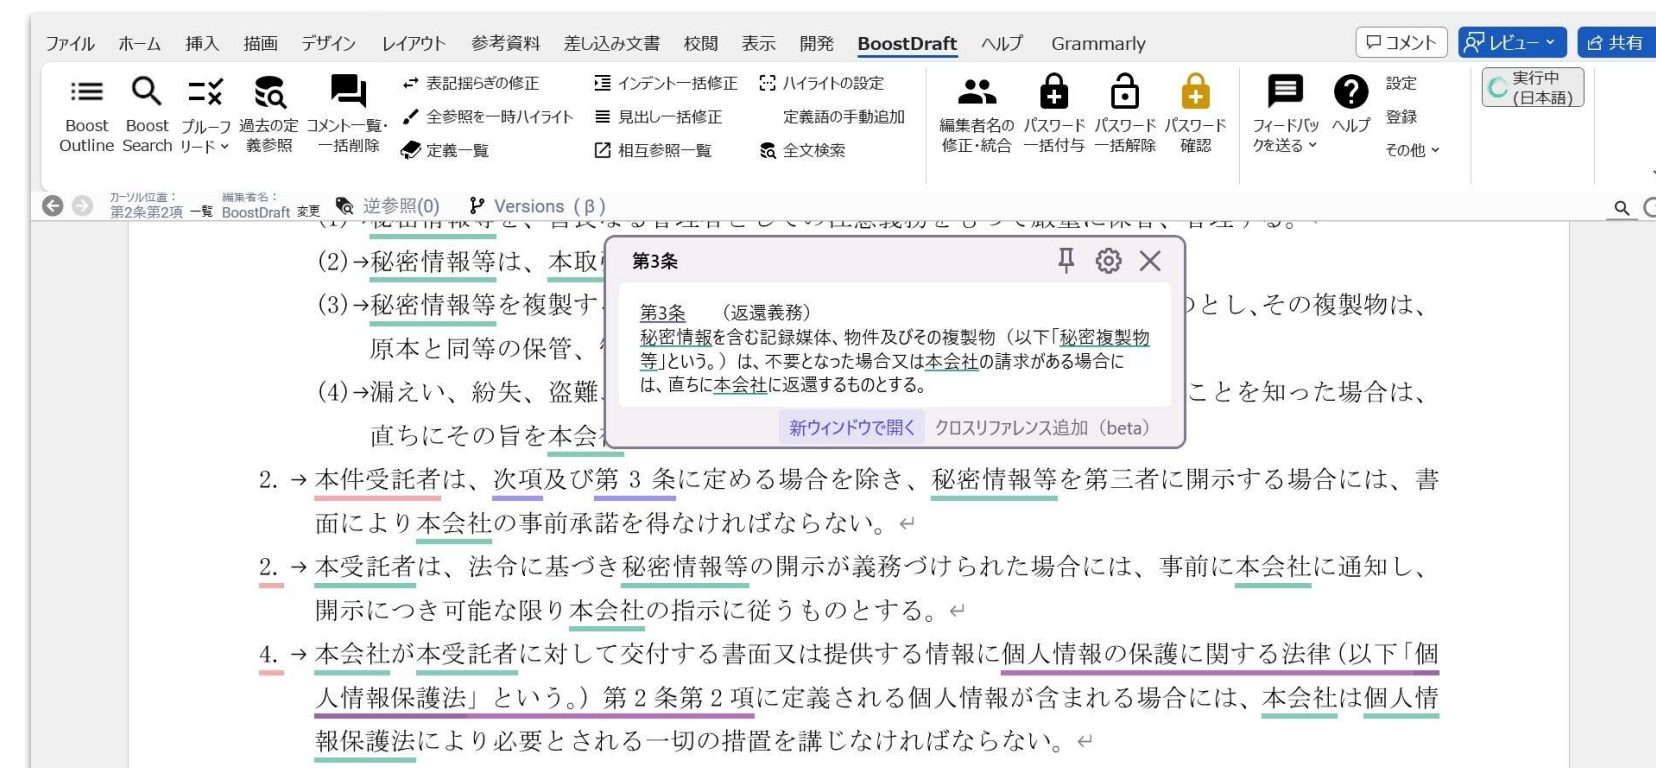 ファイル ホーム 挿入 描画 デザイン レイアウト 参考資料 差し込み文書 校閲 表示 開発 BoostDraft ヘルプ Grammarly コメント レビュー 共有
Boost Outline
Boost Search
プルーフリード
過去の定義参照
コメント一覧・一括削除
表記揺らぎの修正
全参照を一時ハイライト
定義一覧
インデント一括修正
見出し一括修正
相互参照一覧
ハイライトの設定
定義語の手動追加
全文検索
編集者名の修正・統合
パスワード一括付与
パスワード一括解除
パスワード確認
フィードバックを送る
ヘルプ
設定
登録
その他
実行中
(日本語)
カーソル位置:
第2条第2項 一覧
編集者名:
BoostDraft 変更
逆参照(0)
Versions (β)
(2)→秘密情報等は、本取
(3)→秘密情報等を複製す
のとし、その複製物は、
原本と同等の保管、
(4)→漏えい、紛失、盗難
ことを知った場合は、
直ちにその旨を本会
第3条
第3条 (返還義務)
秘密情報を含む記録媒体、物件及びその複製物(以下「秘密複製物
等」という。)は、不要となった場合又は本会社の請求がある場合に
は、直ちに本会社に返還するものとする。
新ウィンドウで開く クロスリファレンス追加(beta)
2. →本件受託者は、次項及び第 3 条に定める場合を除き、秘密情報等を第三者に開示する場合には、書
面により本会社の事前承諾を得なければならない。↵
2. →本受託者は、法令に基づき秘密情報等の開示が義務づけられた場合には、事前に本会社に通知し、
開示につき可能な限り本会社の指示に従うものとする。↵
4. →本会社が本受託者に対して交付する書面又は提供する情報に個人情報の保護に関する法律(以下「個
人情報保護法」という。)第 2 条第 2 項に定義される個人情報が含まれる場合には、本会社は個人情
報保護法により必要とされる一切の措置を講じなければならない。↵